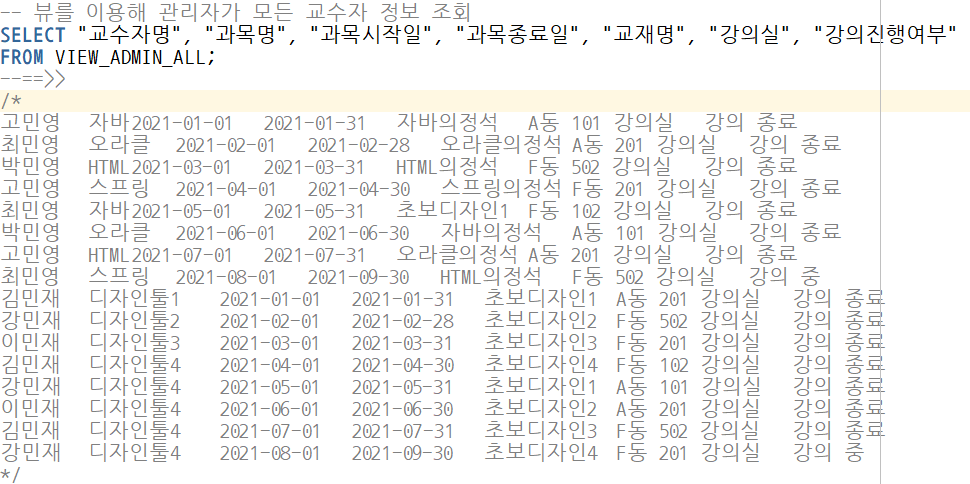 -- 뷰를 이용해 관리자가 모든 교수자 정보 조회
SELECT "교수자명", "과목명", "과목시작일", "과목종료일", "교재명", "강의실", "강의진행여부"
FROM VIEW_ADMIN_ALL;
--==>>
/*
고민영 자바2021-01-01 2021-01-31 자바의정석 A동 101 강의실 강의 종료
최민영 오라클 2021-02-01 2021-02-28 오라클의정석 A동 201 강의실 강의 종료
박민영 HTML2021-03-01 2021-03-31 HTML의정석 F동 502 강의실 강의 종료
고민영 스프링 2021-04-01 2021-04-30 스프링의정석 F동 201 강의실 강의 종료
최민영 자바2021-05-01 2021-05-31 초보디자인1 F동 102 강의실 강의 종료
박민영 오라클 2021-06-01 2021-06-30 자바의정석 A동 101 강의실 강의 종료
고민영 HTML2021-07-01 2021-07-31 오라클의정석 A동 201 강의실 강의 종료
최민영 스프링 2021-08-01 2021-09-30 HTML의정석 F동 502 강의실 강의 중
김민재 디자인툴1 2021-01-01 2021-01-31 초보디자인1 A동 201 강의실 강의 종료
강민재 디자인툴2 2021-02-01 2021-02-28 초보디자인2 F동 502 강의실 강의 종료
이민재 디자인툴3 2021-03-01 2021-03-31 초보디자인3 F동 201 강의실 강의 종료
김민재 디자인툴4 2021-04-01 2021-04-30 초보디자인4 F동 102 강의실 강의 종료
강민재 디자인툴4 2021-05-01 2021-05-31 초보디자인1 A동 101 강의실 강의 종료
이민재 디자인툴4 2021-06-01 2021-06-30 초보디자인2 A동 201 강의실 강의 종료
김민재 디자인툴4 2021-07-01 2021-07-31 초보디자인3 F동 502 강의실 강의 종료
강민재 디자인툴4 2021-08-01 2021-09-30 초보디자인4 F동 201 강의실 강의 중
*/